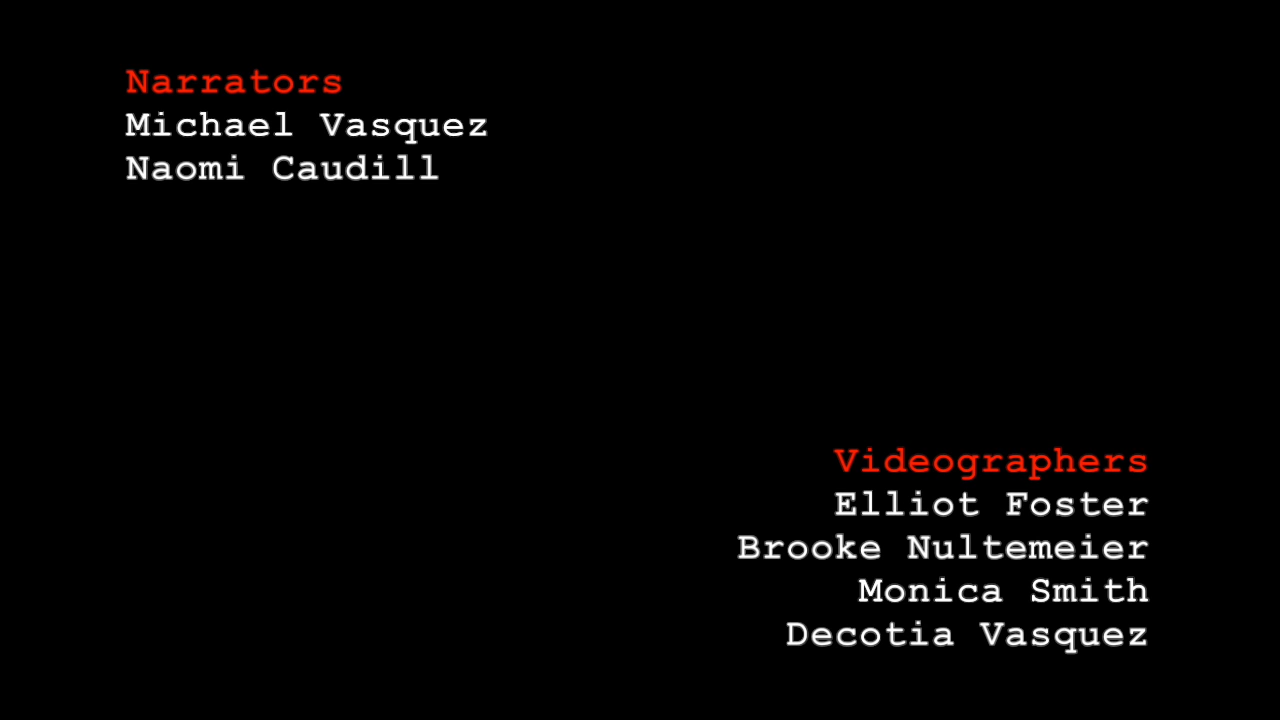 Narrators
Michael Vasquez
Naomi Caudill
Videographers
Elliot Foster
Brooke Nultemeier
Monica Smith
Decotia Vasquez